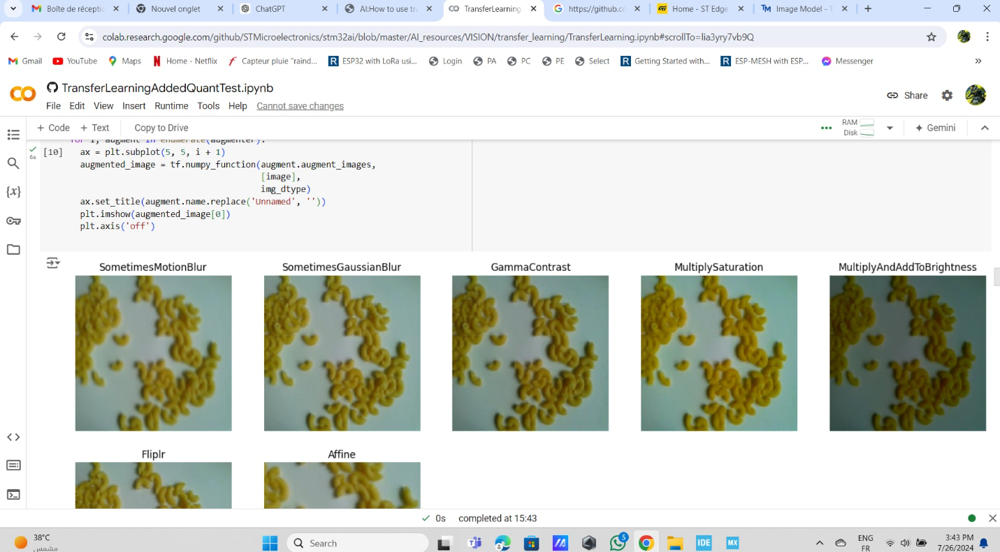 Boîte de réceptic
Nouvel onglet
ChatGPT
AI:How to use tra
TransferLearning
https://github.co
Home - ST Edge
Image Model - T
colab.research.google.com/github/STMicroelectronics/stm32ai/blob/master/AI_resources/VISION/transfer_learning/TransferLearning.ipynb#scrollTo=lia3yry7vb9Q
Gmail YouTube Maps Home - Netflix Capteur pluie "raind... ESP32 with LoRa usi... Login PA PC PE Select Getting Started with... ESP-MESH with ESP... Messenger
TransferLearningAddedQuantTest.ipynb
Share
File Edit View Insert Runtime Tools Help Cannot save changes
+ Code + Text Copy to Drive
RAM
Disk
Gemini
for i, augment in enumerate(augmenter):
[10] ax = plt.subplot(5, 5, i + 1)
6s
augmented_image = tf.numpy_function(augment.augment_images,
[image],
img_dtype)
ax.set_title(augment.name.replace('Unnamed', ''))
plt.imshow(augmented_image[0])
plt.axis('off')
SometimesMotionBlur SometimesGaussianBlur GammaContrast MultiplySaturation MultiplyAndAddToBrightness
Fliplr Affine
0s completed at 15:43
38°C
مشمس
Search
5
IDE
MX
ENG
FR
3:43 PM
7/26/2024